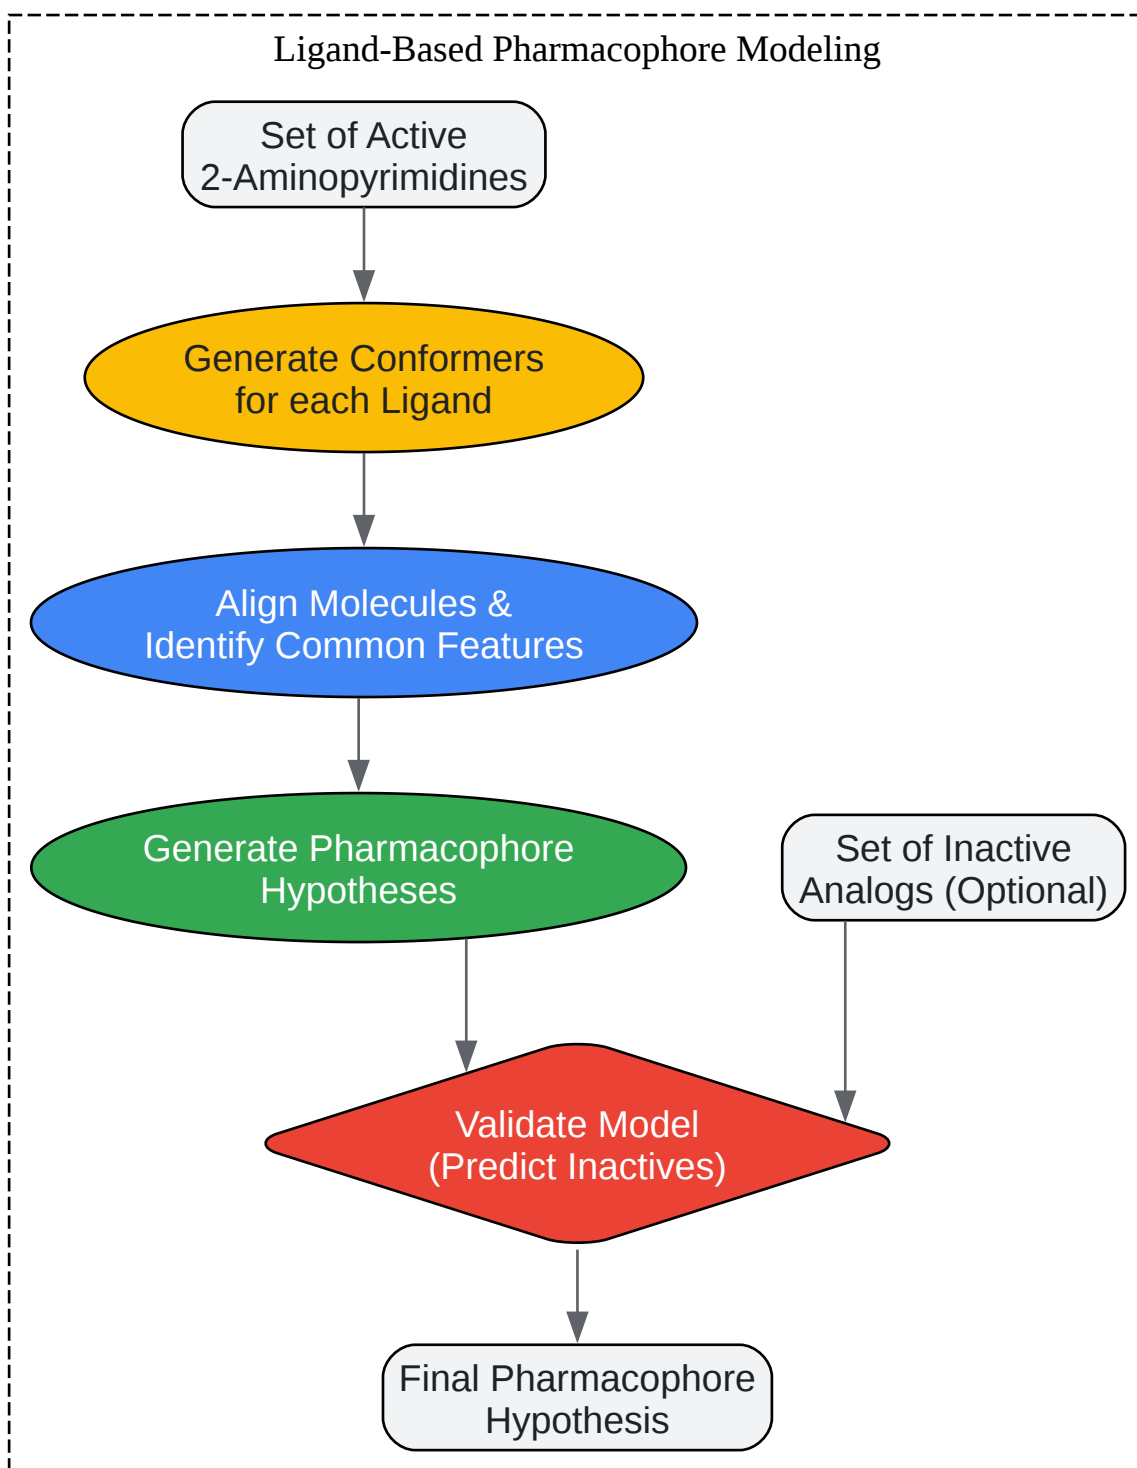 Ligand-Based Pharmacophore Modeling
Set of Active
2-Aminopyrimidines
Generate Conformers
for each Ligand
Align Molecules &
Identify Common Features
Generate Pharmacophore
Hypotheses
Set of Inactive
Analogs (Optional)
Validate Model
(Predict Inactives)
Final Pharmacophore
Hypothesis